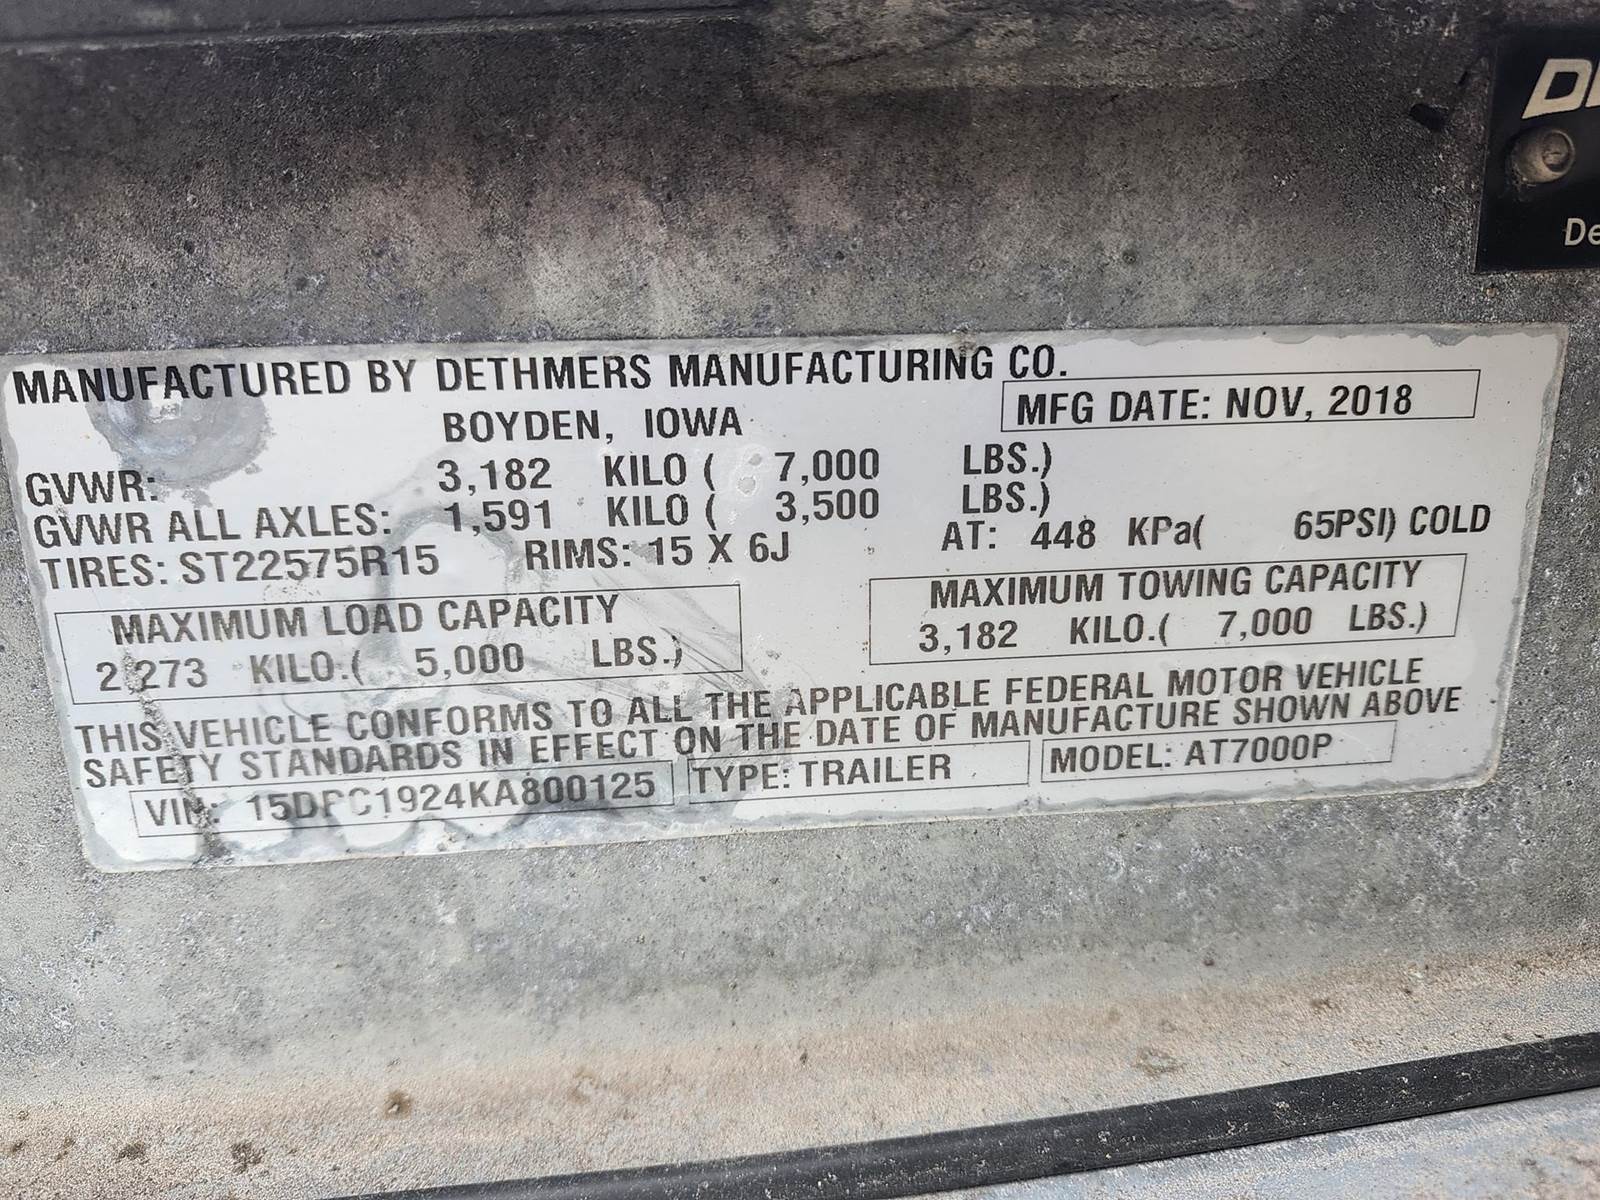 MANUFACTURED BY DETHMERS MANUFACTURING CO.
BOYDEN, IOWA
MFG DATE: NOV, 2018
GVWR: 3,182 KILO ( 7,000 LBS.)
GVWR ALL AXLES: 1,591 KILO ( 3,500 LBS.)
TIRES: ST22575R15 RIMS: 15 X 6J AT: 448 KPa( 65PSI) COLD
MAXIMUM LOAD CAPACITY
2,273 KILO.( 5,000 LBS.)
MAXIMUM TOWING CAPACITY
3,182 KILO.( 7,000 LBS.)
THIS VEHICLE CONFORMS TO ALL THE APPLICABLE FEDERAL MOTOR VEHICLE
SAFETY STANDARDS IN EFFECT ON THE DATE OF MANUFACTURE SHOWN ABOVE
VIN:
TYPE: TRAILER
MODEL: AT7000P